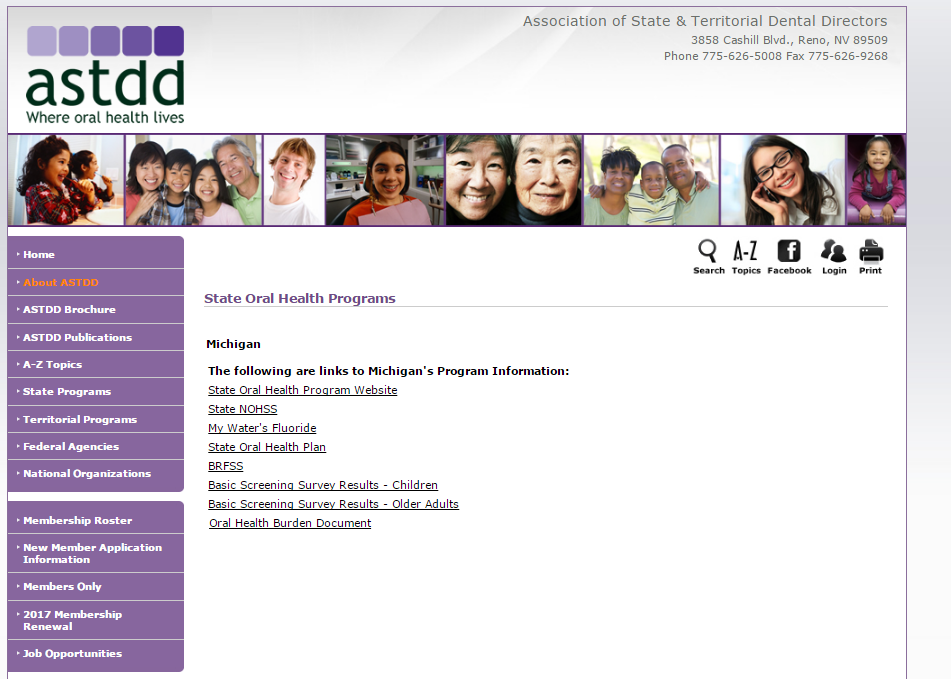 Association of State & Territorial Dental Directors
3858 Cashill Blvd., Reno, NV 89509
Phone 775-626-5008 Fax 775-626-9268
astdd
Where oral health lives
Home
About ASTDD
ASTDD Brochure
ASTDD Publications
A-Z Topics
State Programs
Territorial Programs
Federal Agencies
National Organizations
Membership Roster
New Member Application
Information
Members Only
2017 Membership
Renewal
Job Opportunities
A-Z
Search Topics Facebook Login Print
State Oral Health Programs
Michigan
The following are links to Michigan's Program Information:
State Oral Health Program Website
State NOHSS
My Water's Fluoride
State Oral Health Plan
BRFSS
Basic Screening Survey Results - Children
Basic Screening Survey Results - Older Adults
Oral Health Burden Document